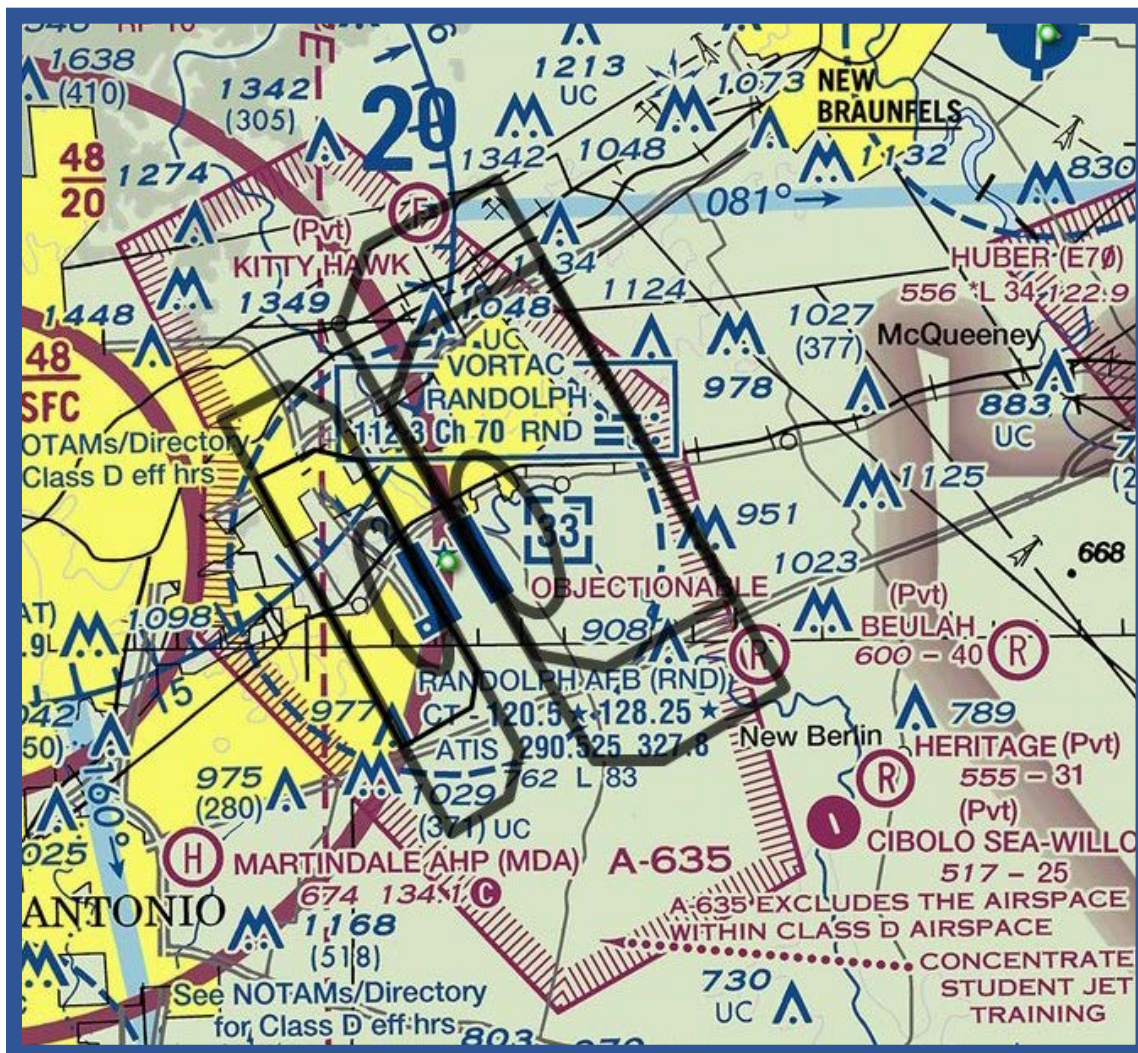 1638
(410)
1342
(305)
20
1213
UC
1073
NEW
BRAUNFELS
48
20
1274
1342
1048
1132
830
081°
(Pvt)
KITTY HAWK
HUBER (E70)
556 *L 34 122.9
1349
1048
UC
1124
1027
(377)
McQueeney
1448
48
SFC
VORTAC
RANDOLPH
112.3 Ch 70 RND
978
883
UC
NOTAMs/Directory
Class D eff hrs
1125
33
951
OBJECTIONABLE
1023
668
1098
908
(Pvt)
BEULAH
600 - 40
R
R
RANDOLPH AFB (RND)
CT - 120.5 ★ 128.25 ★
ATIS 290.525 327.8
762 L 83
977
New Berlin
789
HERITAGE (Pvt)
555 - 31
R
975
(280)
160°
1029
(371) UC
(Pvt)
CIBOLO SEA-WILLO
517 - 25
H
MARTINDALE AHP (MDA)
674 134.1 C
A-635
A-635 EXCLUDES THE AIRSPACE
WITHIN CLASS D AIRSPACE
ANTONIO
1168
(518)
CONCENTRATE
STUDENT JET
TRAINING
730
UC
See NOTAMs/Directory
for Class D eff hrs
803